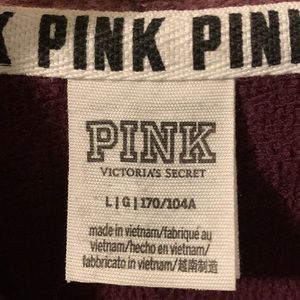 K PINK PIN
PINK
VICTORIA'S SECRET
L | G | 170/104A
made in vietnam/fabriqué au
vietnam/hecho en vietnam/
fabbricato in vietnam/越南制造